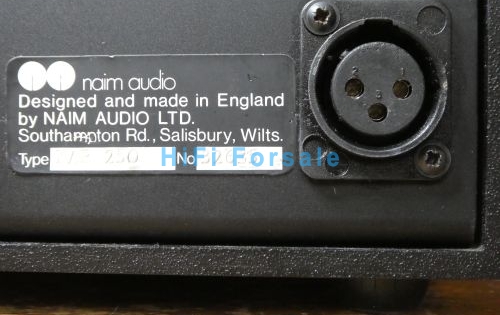 naim audio
Designed and made in England
by NAIM AUDIO LTD.
Southampton Rd., Salisbury, Wilts.
Type 250 No
HiFi Forsale
2 1
3